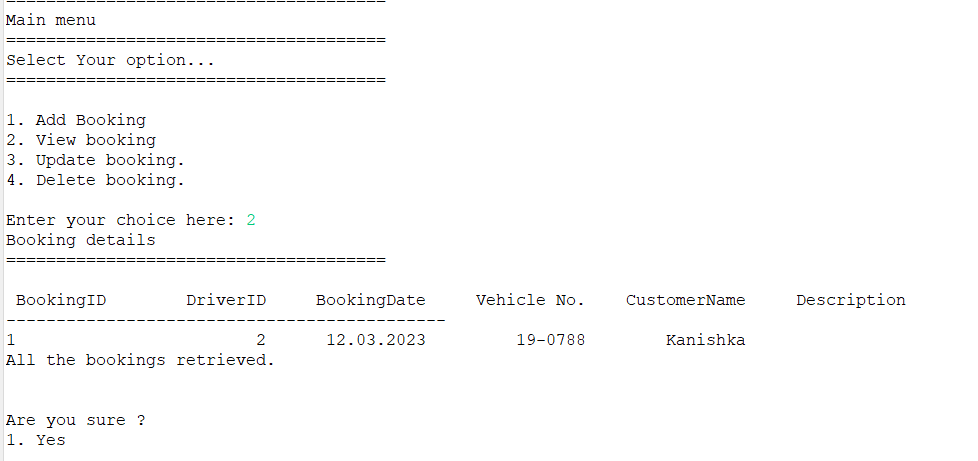 ======================================
Main menu
======================================
Select Your option...
======================================
1. Add Booking
2. View booking
3. Update booking.
4. Delete booking.
Enter your choice here: 2
Booking details
======================================
BookingID        DriverID     BookingDate     Vehicle No.    CustomerName     Description
--------------------------------------------
1                        2      12.03.2023         19-0788        Kanishka
All the bookings retrieved.
Are you sure ?
1. Yes